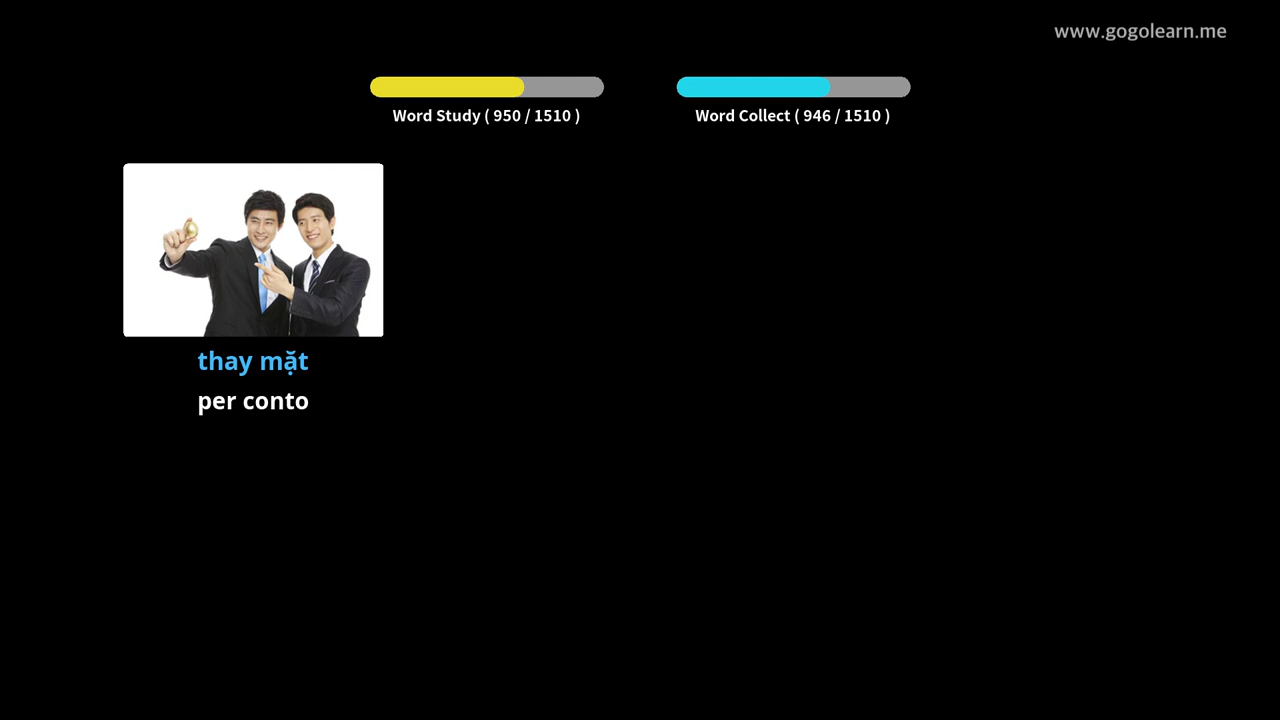 www.gogolearn.me
Word Study ( 950 / 1510 )
Word Collect ( 946 / 1510 )
thay mặt
per conto